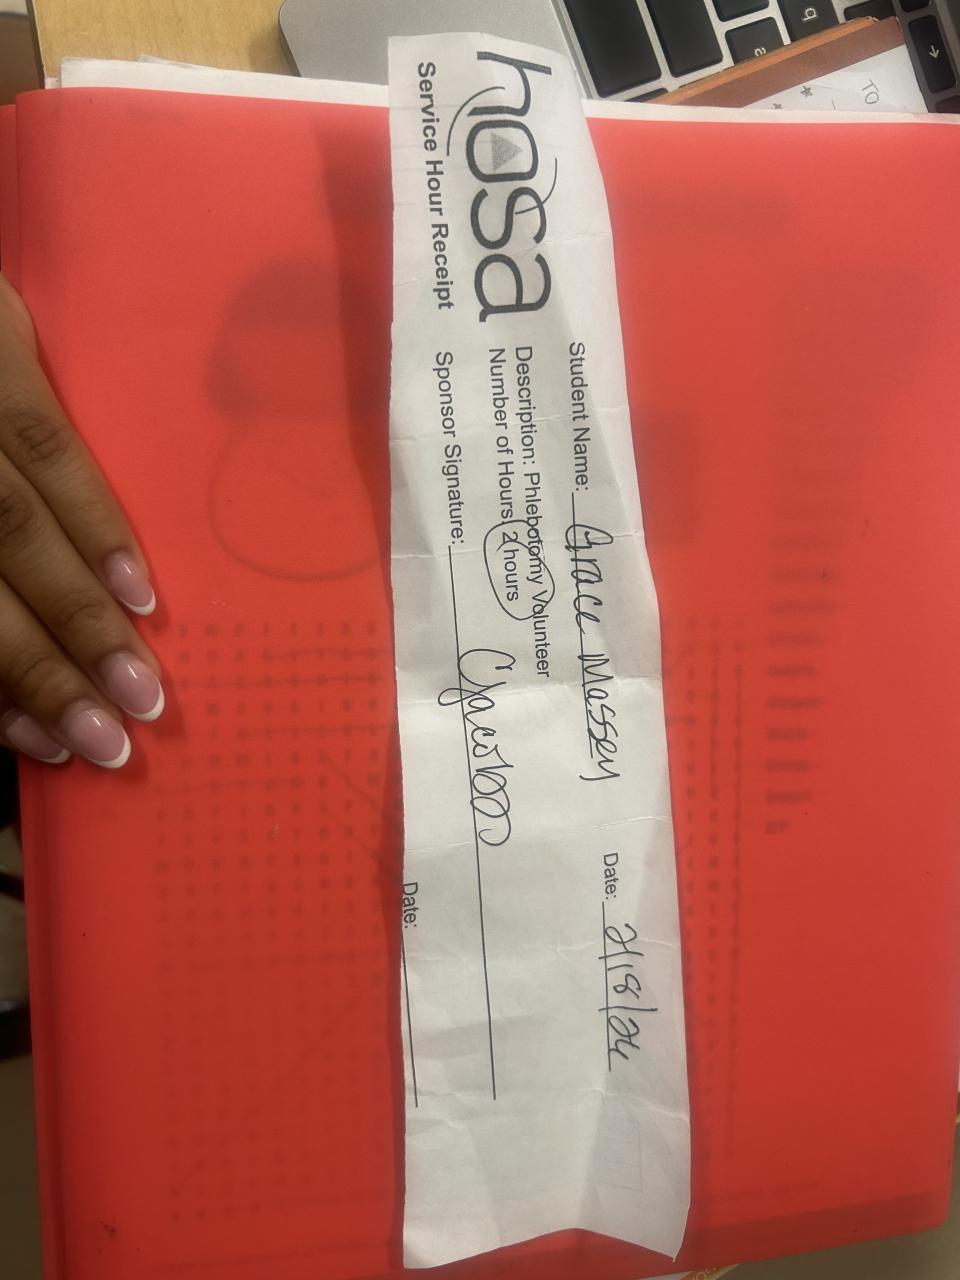 hosa
Service Hour Receipt
Student Name: Grace Massey Date: 2/18/24
Description: Phlebotomy Volunteer
Number of Hours: 2 hours
Sponsor Signature:
Date:
TO
q
a